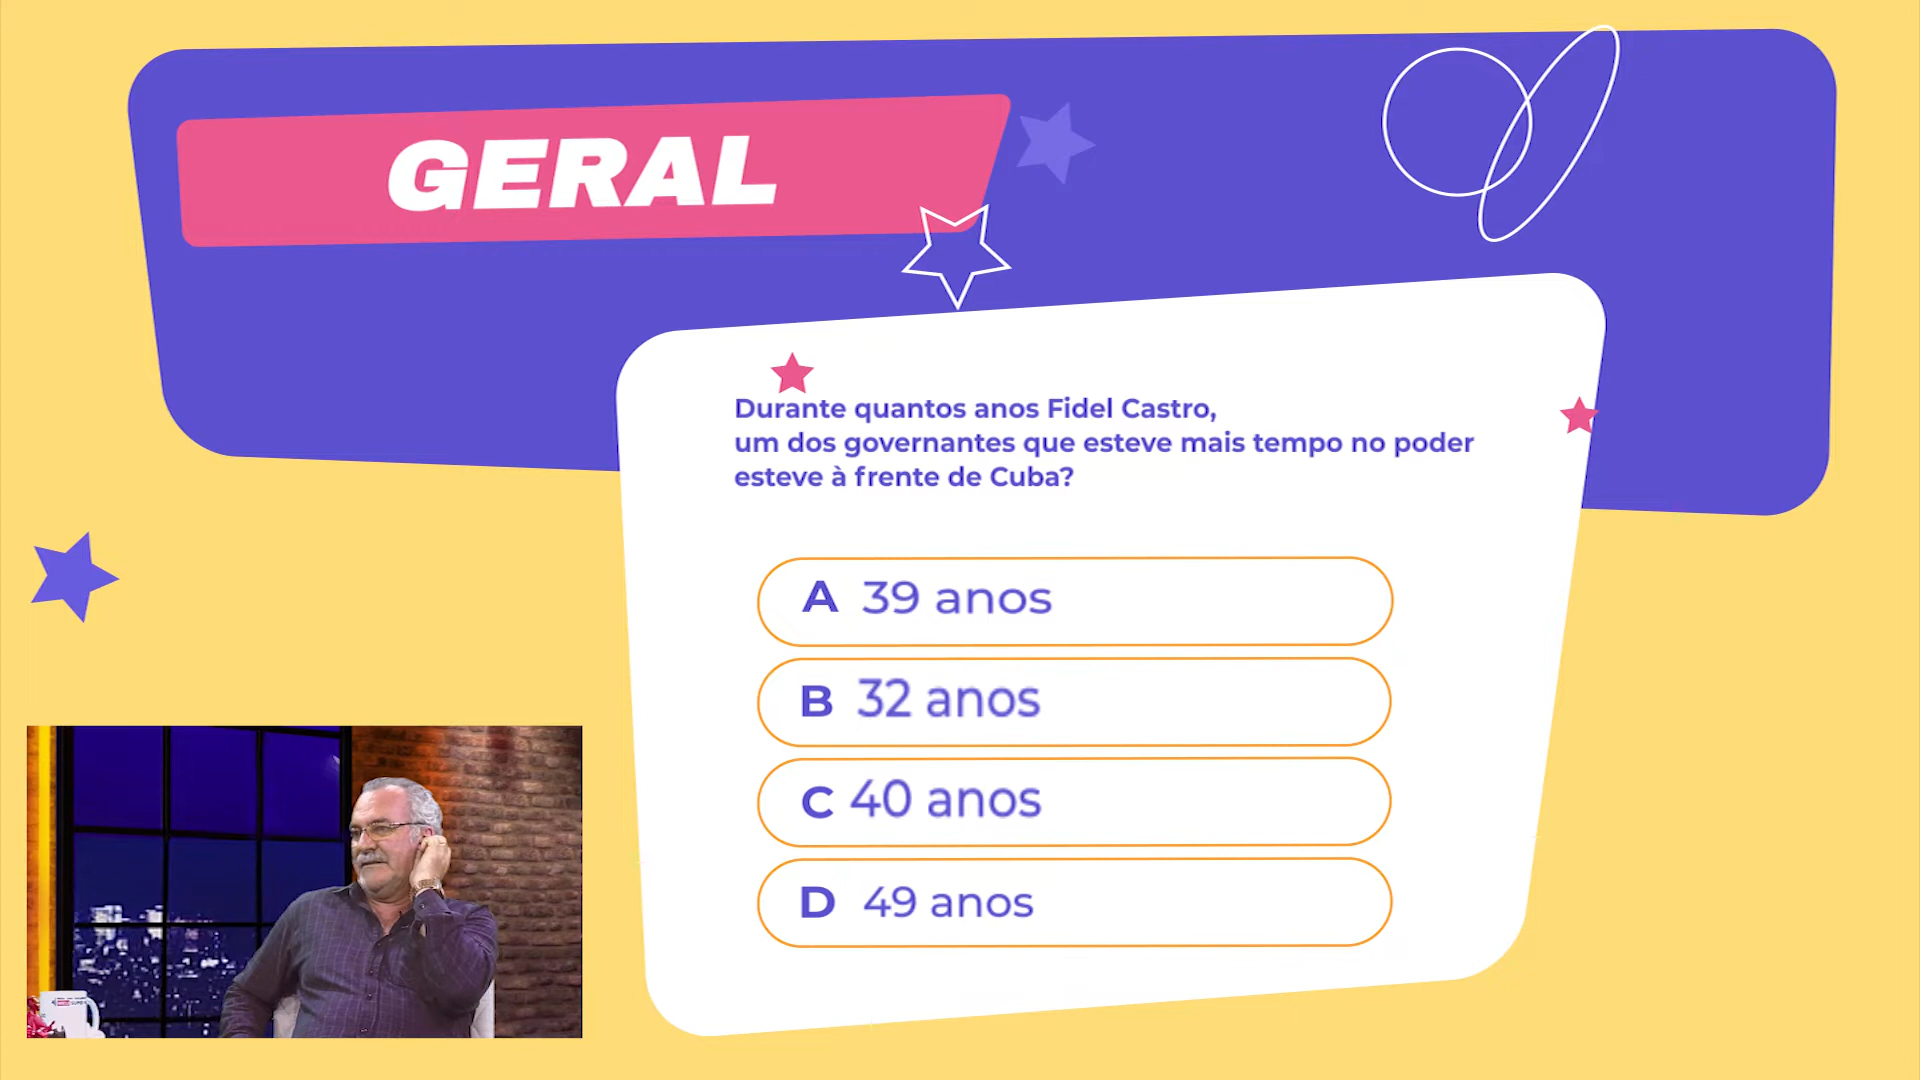 GERAL
Durante quantos anos Fidel Castro,
um dos governantes que esteve mais tempo no poder
esteve à frente de Cuba?
A 39 anos
B 32 anos
C 40 anos
D 49 anos